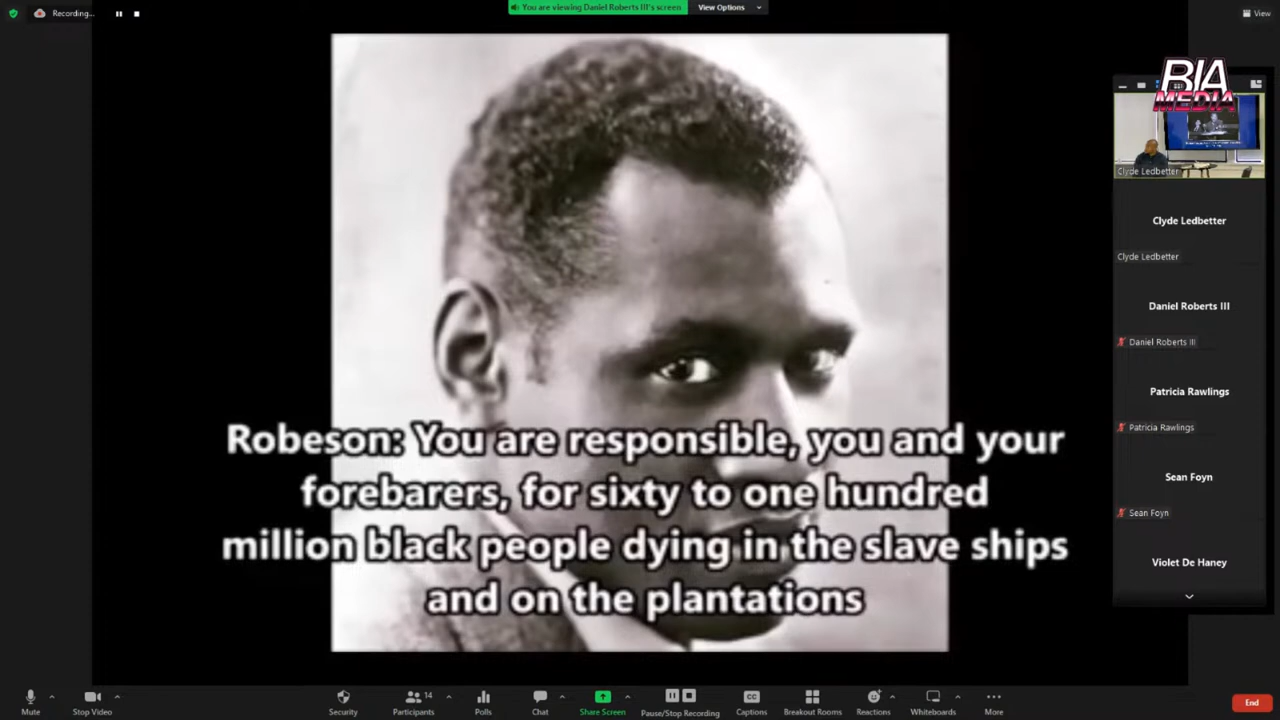 Recording...
You are viewing Daniel Roberts III's screen
View Options
View
BIA
MEDIA
Clyde Ledbetter
Clyde Ledbetter
Clyde Ledbetter
Daniel Roberts III
Daniel Roberts III
Patricia Rawlings
Patricia Rawlings
Sean Foyn
Sean Foyn
Violet De Haney
Robeson: You are responsible, you and your
forebarers, for sixty to one hundred
million black people dying in the slave ships
and on the plantations
Mute
Stop Video
Security
Participants
14
Polls
Chat
Share Screen
Pause/Stop Recording
CC
Captions
Breakout Rooms
Reactions
Whiteboards
More
End